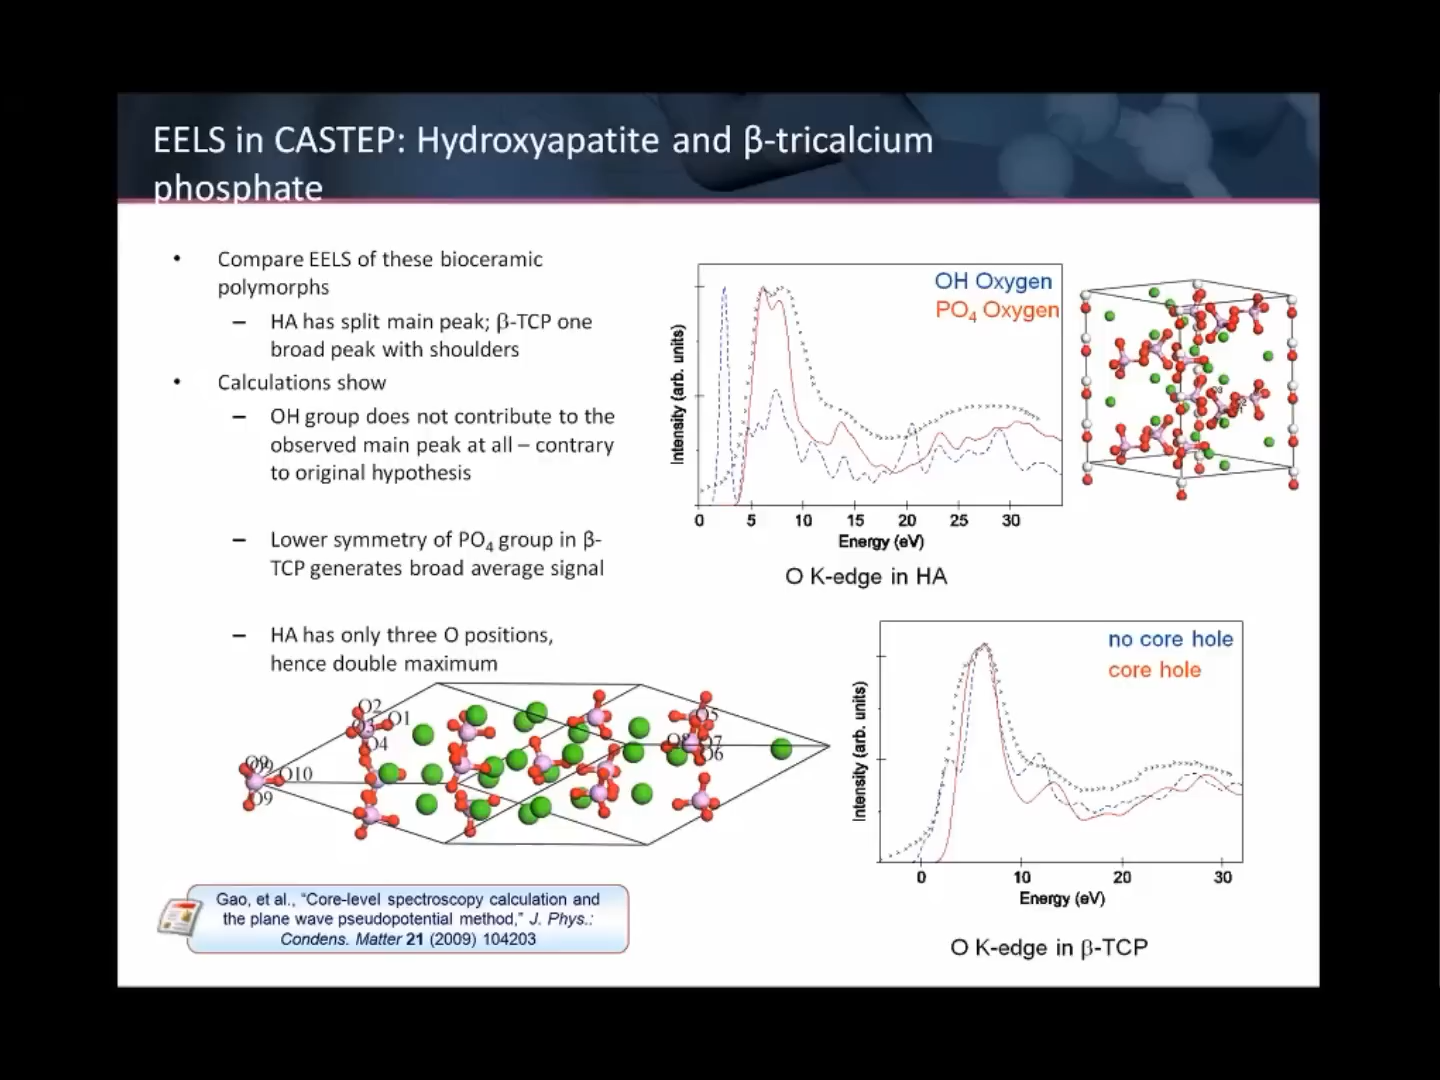 EELS in CASTEP: Hydroxyapatite and β-tricalcium
phosphate
• Compare EELS of these bioceramic
polymorphs
– HA has split main peak; β-TCP one
broad peak with shoulders
• Calculations show
– OH group does not contribute to the
observed main peak at all – contrary
to original hypothesis
– Lower symmetry of PO4 group in β-
TCP generates broad average signal
– HA has only three O positions,
hence double maximum
OH Oxygen
PO4 Oxygen
Intensity (arb. units)
0 5 10 15 20 25 30
Energy (eV)
O K-edge in HA
O3
no core hole
core hole
Intensity (arb. units)
0 10 20 30
Energy (eV)
O K-edge in β-TCP
O2
O1
O3
O4
O9
O10
O9
O5
O7
O6
Gao, et al., “Core-level spectroscopy calculation and
the plane wave pseudopotential method,” J. Phys.:
Condens. Matter 21 (2009) 104203